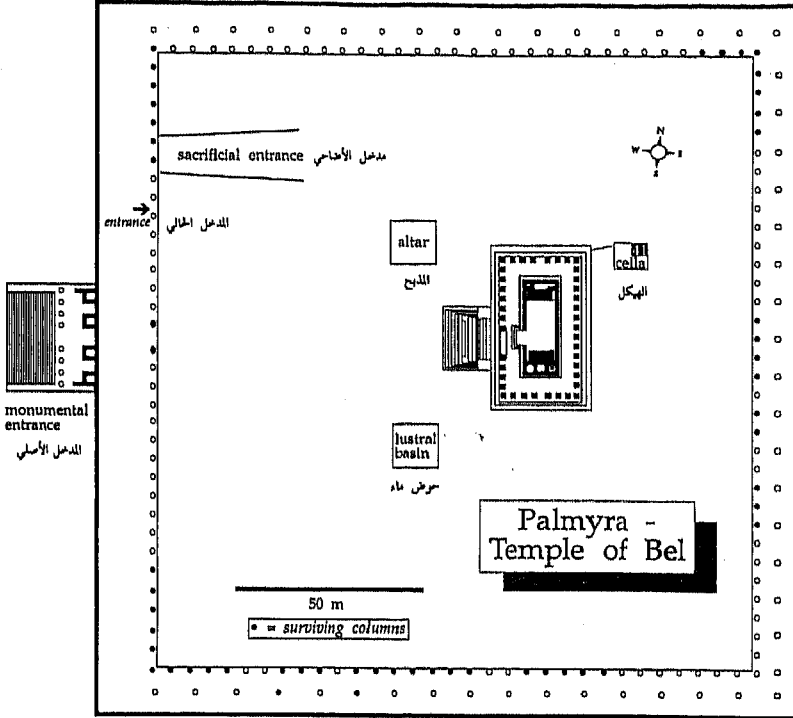 N
W
E
S
sacrificial entrance مدخل الأضاحي
entrance المدخل الحالي
altar
المذبح
cella
الهيكل
monumental
entrance
المدخل الأصلي
lustral
basin
حوض ماء
Palmyra -
Temple of Bel
50 m
• = surviving columns